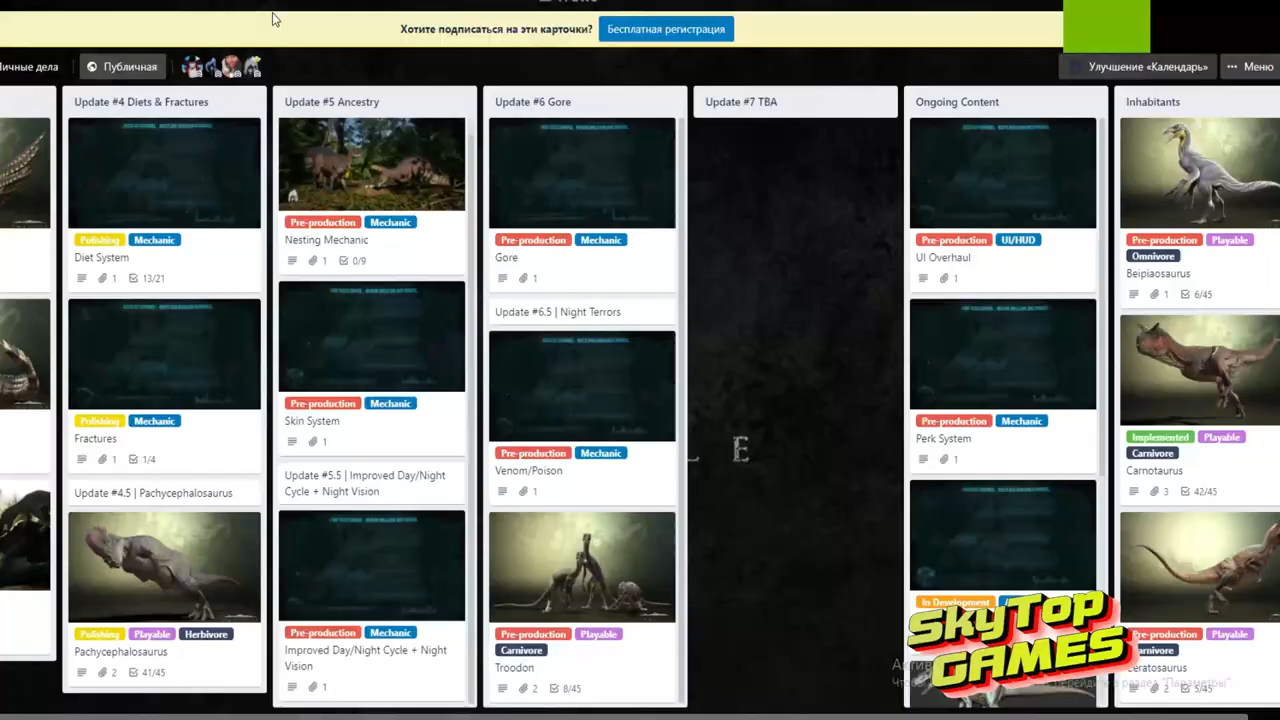 Хотите подписаться на эти карточки?
Бесплатная регистрация
Личные дела
Публичная
Улучшение «Календарь»
Меню
Update #4 Diets & Fractures
Polishing
Mechanic
Diet System
1
13/21
Polishing
Mechanic
Fractures
1
1/4
Update #4.5 | Pachycephalosaurus
Polishing
Playable
Herbivore
Pachycephalosaurus
2
41/45
Update #5 Ancestry
Pre-production
Mechanic
Nesting Mechanic
1
0/9
Pre-production
Mechanic
Skin System
1
Update #5.5 | Improved Day/Night
Cycle + Night Vision
Pre-production
Mechanic
Improved Day/Night Cycle + Night
Vision
1
Update #6 Gore
Pre-production
Mechanic
Gore
1
Update #6.5 | Night Terrors
Pre-production
Mechanic
Venom/Poison
1
Pre-production
Playable
Carnivore
Troodon
2
8/45
Update #7 TBA
L E
Ongoing Content
Pre-production
UI/HUD
UI Overhaul
1
Pre-production
Mechanic
Perk System
1
In Development
Inhabitants
Pre-production
Playable
Omnivore
Beipiaosaurus
1
6/45
Implemented
Playable
Carnivore
Carnotaurus
3
42/45
Pre-production
Playable
Carnivore
Ceratosaurus
2
5/45
SKYTOP
GAMES